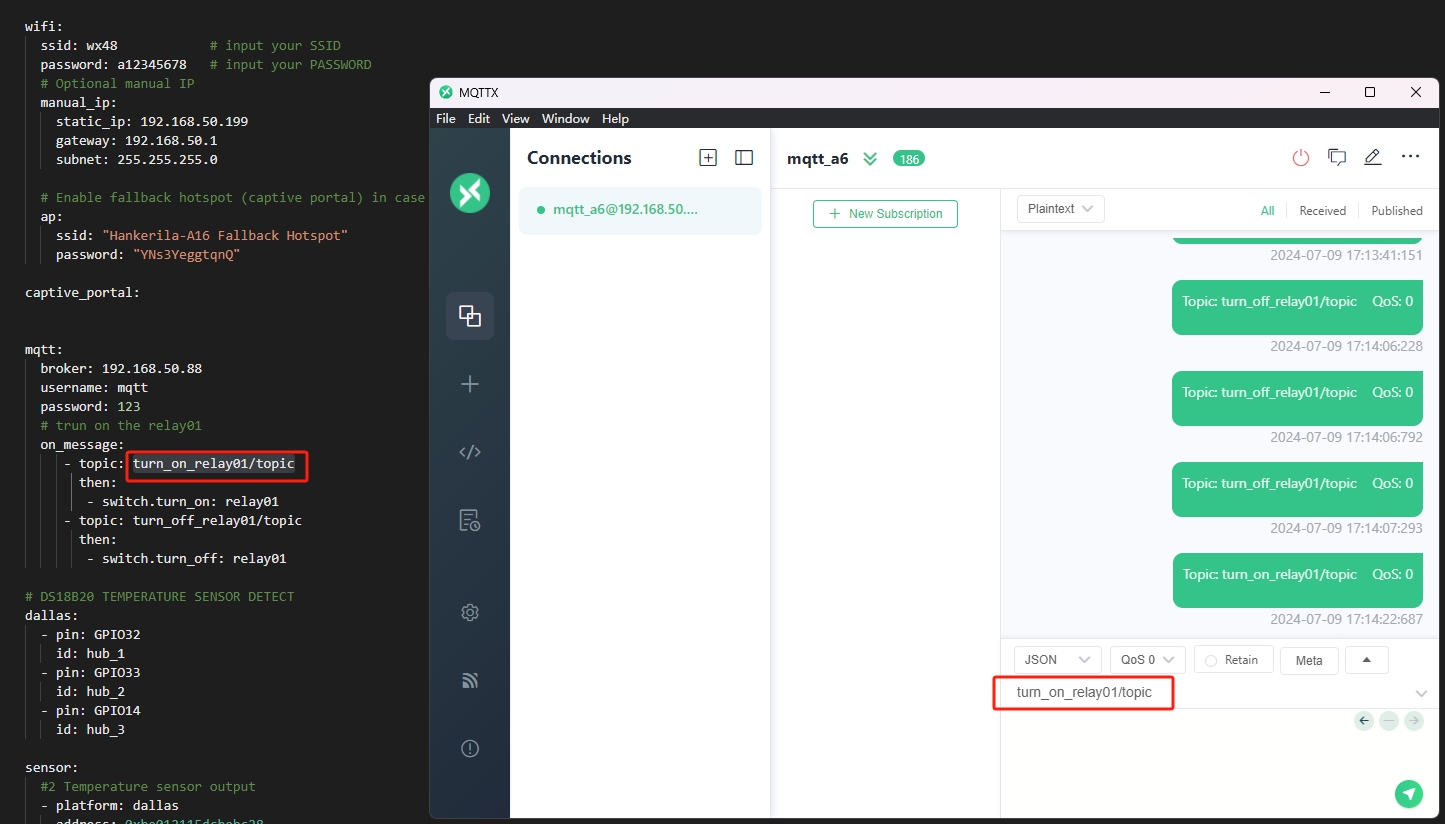 wifi:
ssid: wx48 # input your SSID
password: a12345678 # input your PASSWORD
# Optional manual IP
manual_ip:
static_ip: 192.168.50.199
gateway: 192.168.50.1
subnet: 255.255.255.0
# Enable fallback hotspot (captive portal) in case
ap:
ssid: "Hankerila-A16 Fallback Hotspot"
password: "YNs3YeggtqnQ"
captive_portal:
mqtt:
broker: 192.168.50.88
username: mqtt
password: 123
# trun on the relay01
on_message:
- topic: turn_on_relay01/topic
then:
- switch.turn_on: relay01
- topic: turn_off_relay01/topic
then:
- switch.turn_off: relay01
# DS18B20 TEMPERATURE SENSOR DETECT
dallas:
- pin: GPIO32
id: hub_1
- pin: GPIO33
id: hub_2
- pin: GPIO14
id: hub_3
sensor:
#2 Temperature sensor output
- platform: dallas
MQTTX
File Edit View Window Help
Connections
mqtt_a6@192.168.50....
mqtt_a6 186
New Subscription
Plaintext All Received Published
2024-07-09 17:13:41:151
Topic: turn_off_relay01/topic QoS: 0
2024-07-09 17:14:06:228
Topic: turn_off_relay01/topic QoS: 0
2024-07-09 17:14:06:792
Topic: turn_off_relay01/topic QoS: 0
2024-07-09 17:14:07:293
Topic: turn_on_relay01/topic QoS: 0
2024-07-09 17:14:22:687
JSON QoS 0 Retain Meta
turn_on_relay01/topic